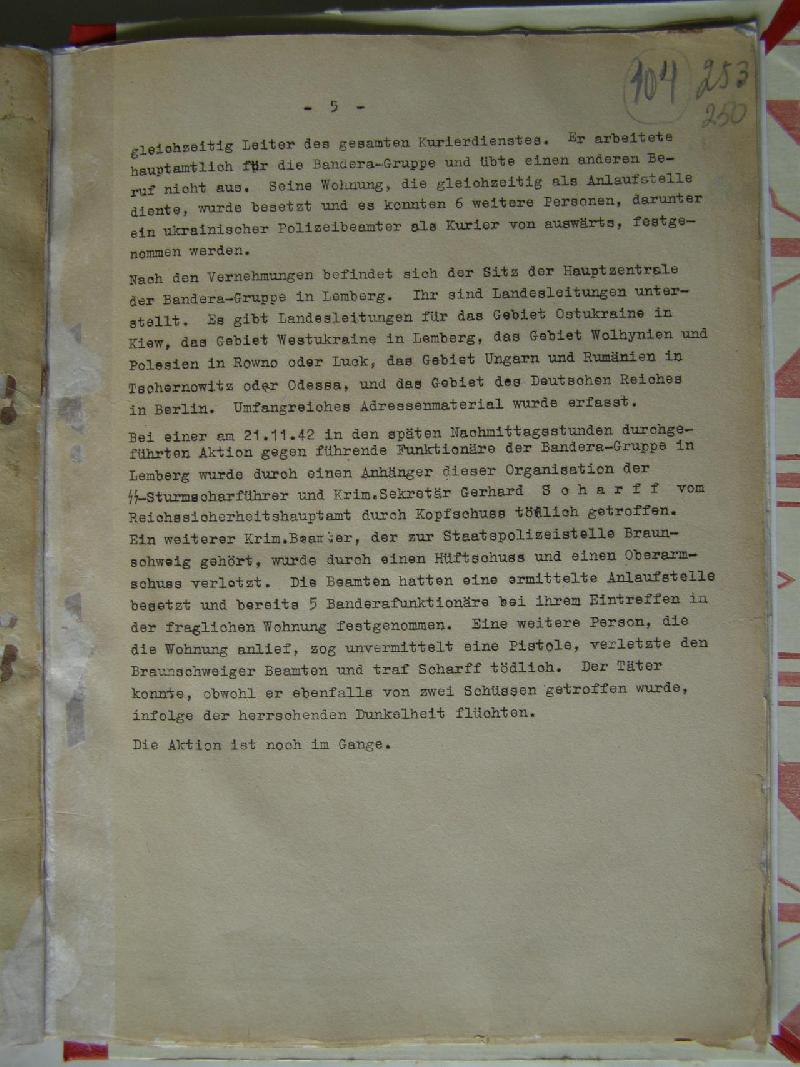 104 253
250
- 5 -
gleichzeitig Leiter des gesamten Kurierdienstes. Er arbeitete
hauptamtlich für die Bandera-Gruppe und übte einen anderen Be-
ruf nicht aus. Seine Wohnung, die gleichzeitig als Anlaufstelle
diente, wurde besetzt und es konnten 6 weitere Personen, darunter
ein ukrainischer Polizeibeamter als Kurier von auswärts, festge-
nommen werden.
Nach den Vernehmungen befindet sich der Sitz der Hauptzentrale
der Bandera-Gruppe in Lemberg. Ihr sind Landesleitungen unter-
stellt. Es gibt Landesleitungen für das Gebiet Ostukraine in
Kiew, das Gebiet Westukraine in Lemberg, das Gebiet Wolhynien und
Polesien in Rowno oder Luck, das Gebiet Ungarn und Rumänien in
Tschernowitz oder Odessa, und das Gebiet des Deutschen Reiches
in Berlin. Umfangreiches Adressenmaterial wurde erfasst.
Bei einer am 21.11.42 in den späten Nachmittagsstunden durchge-
führten Aktion gegen führende Funktionäre der Bandera-Gruppe in
Lemberg wurde durch einen Anhänger dieser Organisation der
SS-Sturmscharführer und Krim.Sekretär Gerhard S c h a r f f vom
Reichssicherheitshauptamt durch Kopfschuss tödlich getroffen.
Ein weiterer Krim.Beamter, der zur Staatspolizeistelle Braun-
schweig gehört, wurde durch einen Hüftschuss und einen Oberarm-
schuss verletzt. Die Beamten hatten eine ermittelte Anlaufstelle
besetzt und bereits 5 Banderafunktionäre bei ihrem Eintreffen in
der fraglichen Wohnung festgenommen. Eine weitere Person, die
die Wohnung anlief, zog unvermittelt eine Pistole, verletzte den
Braunschweiger Beamten und traf Scharff tödlich. Der Täter
konnte, obwohl er ebenfalls von zwei Schüssen getroffen wurde,
infolge der herrschenden Dunkelheit flüchten.
Die Aktion ist noch im Gange.